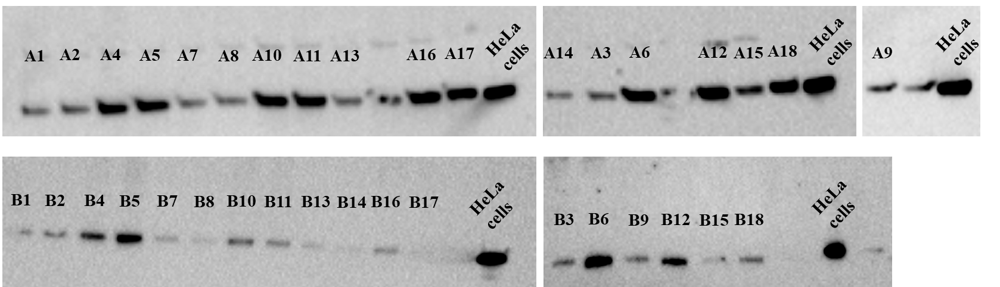 A1 A2 A4 A5 A7 A8 A10 A11 A13 A16 A17 HeLa cells
A14 A3 A6 A12 A15 A18 HeLa cells
A9 HeLa cells
B1 B2 B4 B5 B7 B8 B10 B11 B13 B14 B16 B17 HeLa cells
B3 B6 B9 B12 B15 B18 HeLa cells